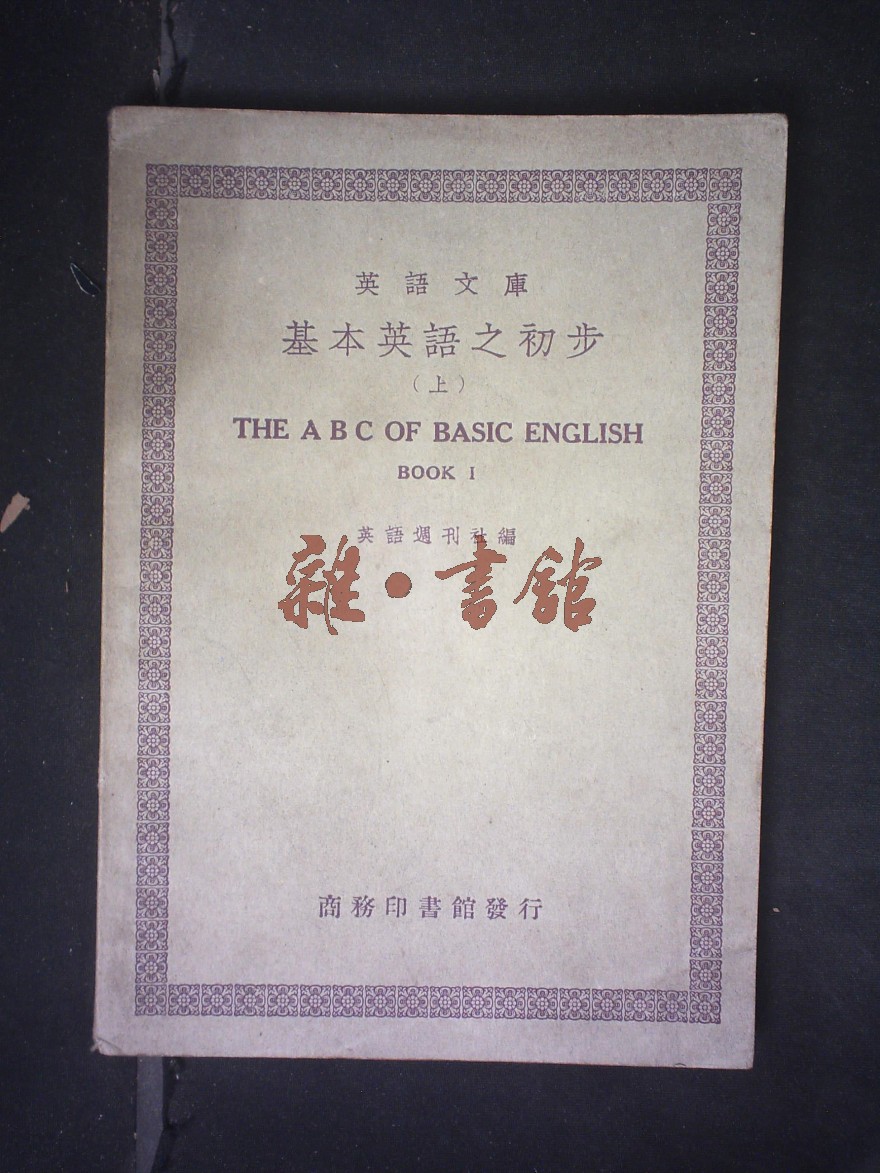 英語文庫
基本英語之初步
（上）
THE A B C OF BASIC ENGLISH
BOOK I
英語週刊社編
雜·書館
商務印書館發行